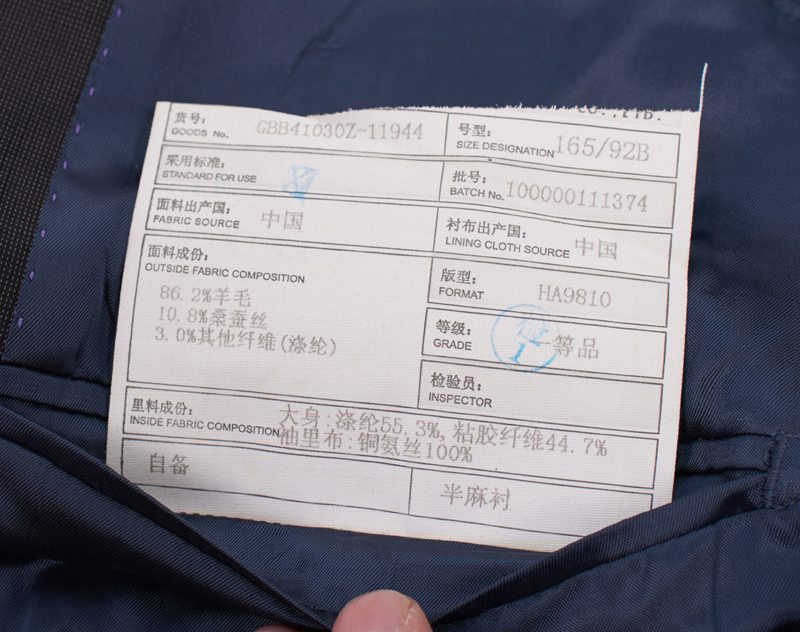 CO.,LTD.
货号: GBB41030Z-11944
GOODS No.
号型: 165/92B
SIZE DESIGNATION
采用标准:
STANDARD FOR USE
批号: 100000111374
BATCH No.
面料出产国: 中国
FABRIC SOURCE
衬布出产国: 中国
LINING CLOTH SOURCE
面料成份:
OUTSIDE FABRIC COMPOSITION
86.2%羊毛
10.8%桑蚕丝
3.0%其他纤维(涤纶)
版型: HA9810
FORMAT
等级: 一等品
GRADE
检验员:
INSPECTOR
里料成份: 大身:涤纶55.3%,粘胶纤维44.7%
INSIDE FABRIC COMPOSITION 袖里布:铜氨丝100%
自备
半麻衬